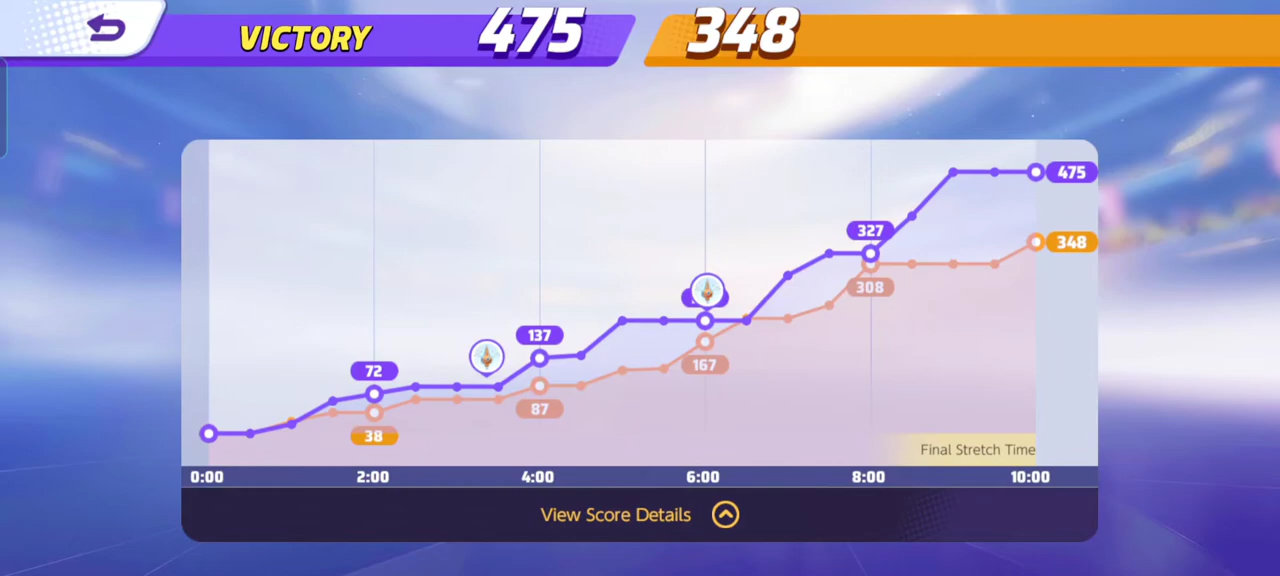 VICTORY 475 348
475
348
327
308
137
167
72
87
38
Final Stretch Time
0:00 2:00 4:00 6:00 8:00 10:00
View Score Details